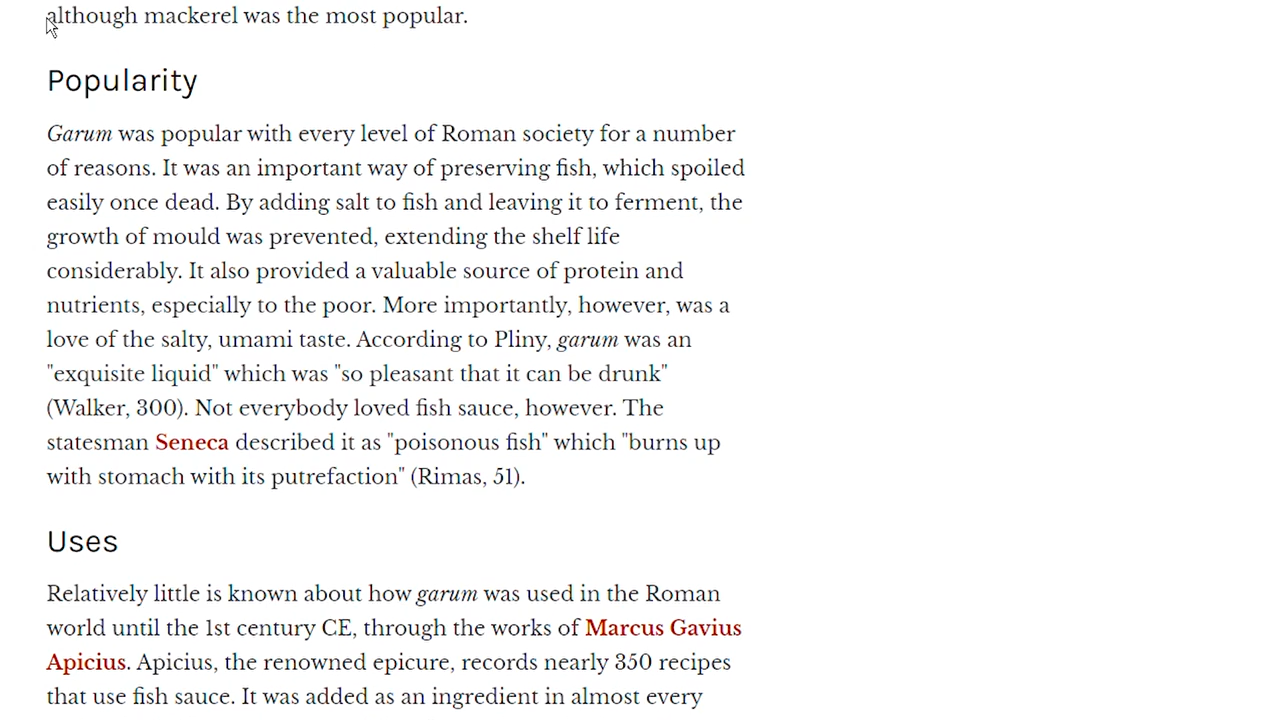 although mackerel was the most popular.
Popularity
Garum was popular with every level of Roman society for a number
of reasons. It was an important way of preserving fish, which spoiled
easily once dead. By adding salt to fish and leaving it to ferment, the
growth of mould was prevented, extending the shelf life
considerably. It also provided a valuable source of protein and
nutrients, especially to the poor. More importantly, however, was a
love of the salty, umami taste. According to Pliny, garum was an
"exquisite liquid" which was "so pleasant that it can be drunk"
(Walker, 300). Not everybody loved fish sauce, however. The
statesman Seneca described it as "poisonous fish" which "burns up
with stomach with its putrefaction" (Rimas, 51).
Uses
Relatively little is known about how garum was used in the Roman
world until the 1st century CE, through the works of Marcus Gavius
Apicius. Apicius, the renowned epicure, records nearly 350 recipes
that use fish sauce. It was added as an ingredient in almost every